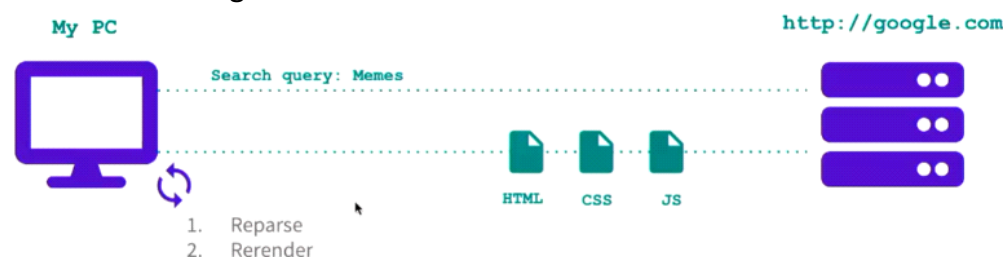 My PC
http://google.com
Search query: Memes
HTML
CSS
JS
1. Reparse
2. Rerender